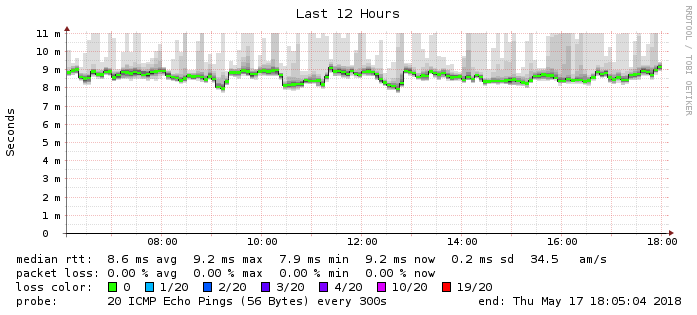 Last 12 Hours
RRDTOOL / TOBI OETIKER
Seconds
11 m
10 m
9 m
8 m
7 m
6 m
5 m
4 m
3 m
2 m
1 m
0
08:00 10:00 12:00 14:00 16:00 18:00
median rtt: 8.6 ms avg 9.2 ms max 7.9 ms min 9.2 ms now 0.2 ms sd 34.5 am/s
packet loss: 0.00 % avg 0.00 % max 0.00 % min 0.00 % now
loss color: 0 1/20 2/20 3/20 4/20 10/20 19/20
probe: 20 ICMP Echo Pings (56 Bytes) every 300s end: Thu May 17 18:05:04 2018